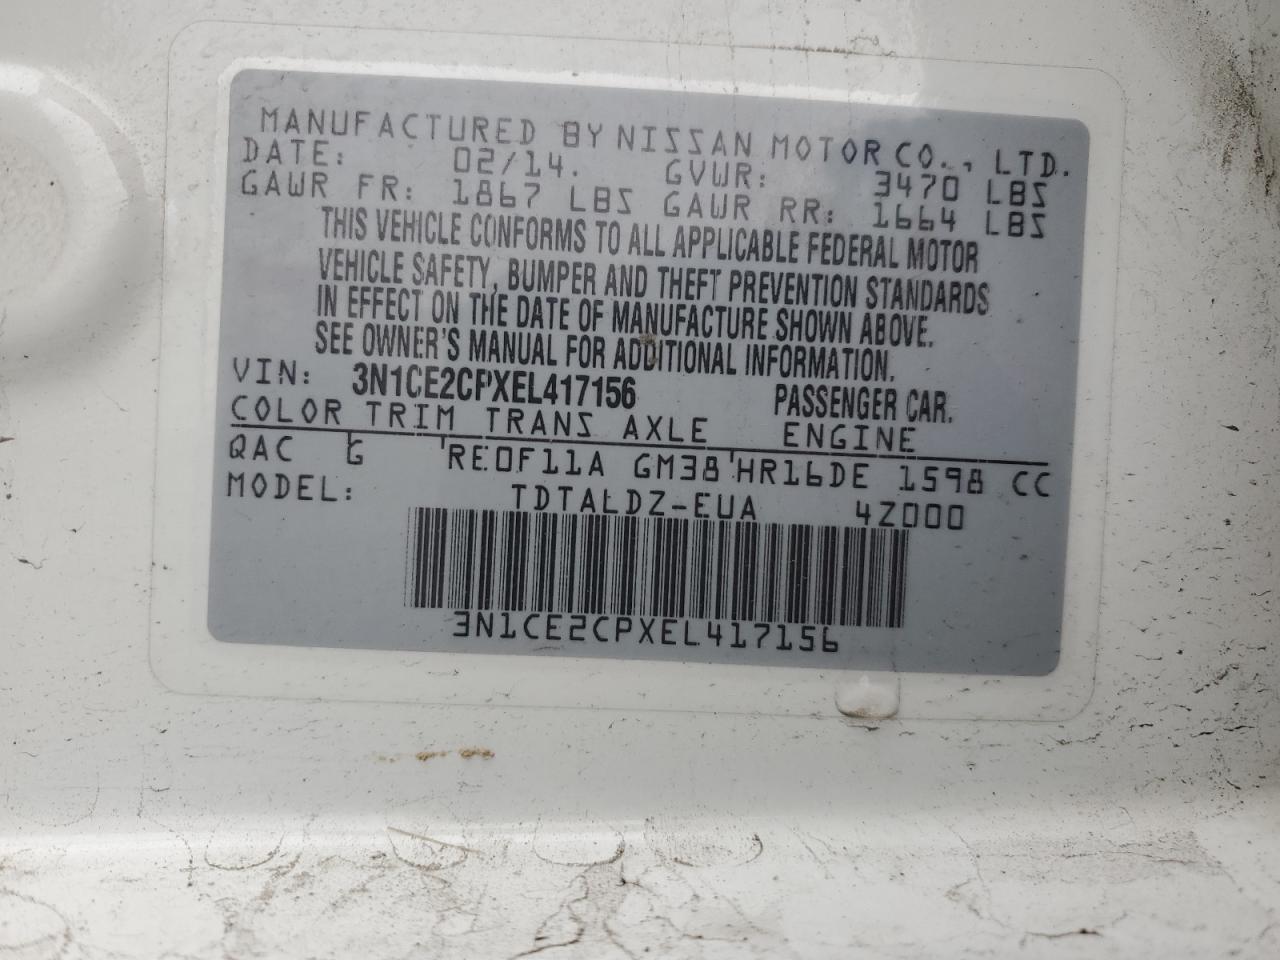 MANUFACTURED BY NISSAN MOTOR CO., LTD.
DATE: 02/14. GVWR: 3470 LBS
GAWR FR: 1867 LBS GAWR RR: 1664 LBS
THIS VEHICLE CONFORMS TO ALL APPLICABLE FEDERAL MOTOR
VEHICLE SAFETY, BUMPER AND THEFT PREVENTION STANDARDS
IN EFFECT ON THE DATE OF MANUFACTURE SHOWN ABOVE.
SEE OWNER'S MANUAL FOR ADDITIONAL INFORMATION.
VIN: 3N1CE2CPXEL417156 PASSENGER CAR.
COLOR TRIM TRANS AXLE ENGINE
QAC G RE0F11A GM38 HR16DE 1598 CC
MODEL: TDTALDZ-EUA 4Z000
3N1CE2CPXEL417156